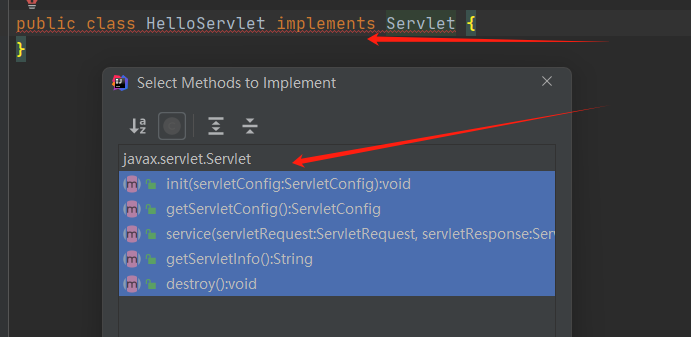 public class HelloServlet implements Servlet {
}
Select Methods to Implement
javax.servlet.Servlet
init(servletConfig:ServletConfig):void
getServletConfig():ServletConfig
service(servletRequest:ServletRequest, servletResponse:Ser
getServletInfo():String
destroy():void